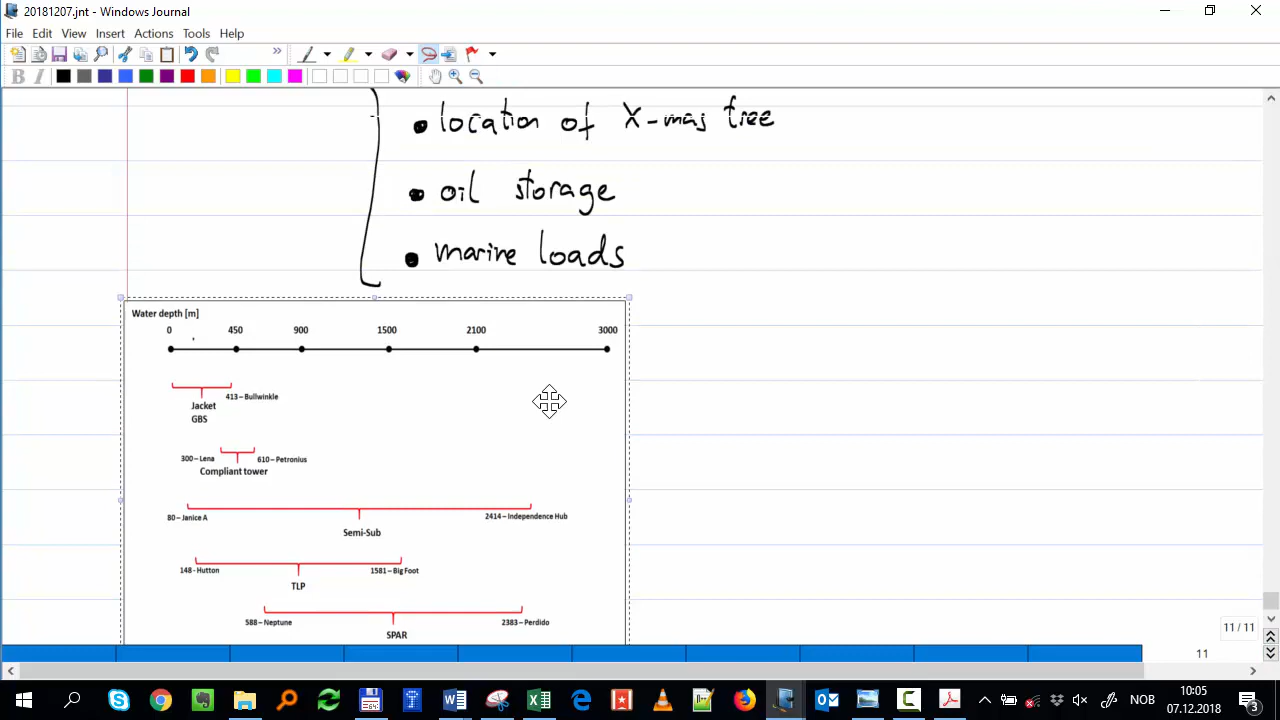 20181207.jnt - Windows Journal
File Edit View Insert Actions Tools Help
B I
• location of X-mas tree
• oil storage
• marine loads
Water depth [m]
0 450 900 1500 2100 3000
413 – Bullwinkle
Jacket
GBS
300 – Lena 610 – Petronius
Compliant tower
80 – Janice A 2414 – Independence Hub
Semi-Sub
148 - Hutton 1581 – Big Foot
TLP
588 – Neptune 2383 – Perdido
SPAR
11 / 11
11
NOB
10:05
07.12.2018